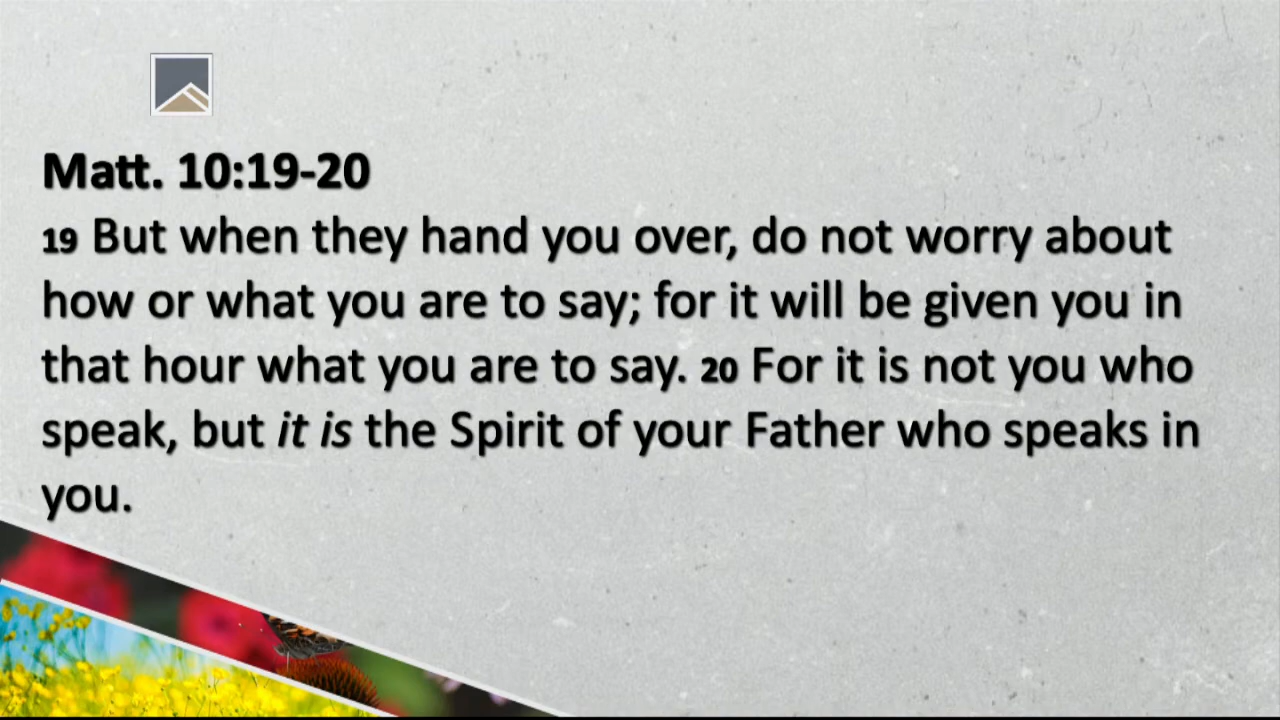 Matt. 10:19-20
19 But when they hand you over, do not worry about
how or what you are to say; for it will be given you in
that hour what you are to say. 20 For it is not you who
speak, but it is the Spirit of your Father who speaks in
you.